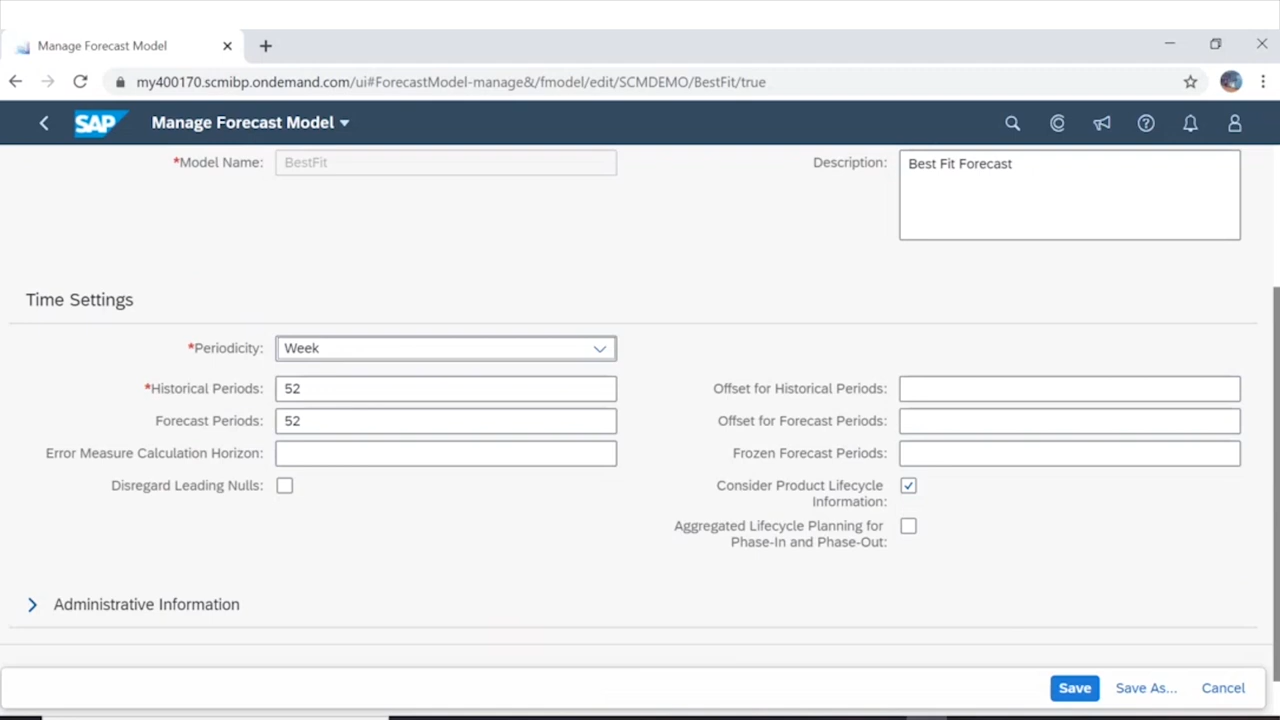 Manage Forecast Model
my400170.scmibp.ondemand.com/ui#ForecastModel-manage&/fmodel/edit/SCMDEMO/BestFit/true
SAP Manage Forecast Model
*Model Name: BestFit
Description: Best Fit Forecast
Time Settings
*Periodicity: Week
*Historical Periods: 52
Offset for Historical Periods:
Forecast Periods: 52
Offset for Forecast Periods:
Error Measure Calculation Horizon:
Frozen Forecast Periods:
Disregard Leading Nulls:
Consider Product Lifecycle
Information:
Aggregated Lifecycle Planning for
Phase-In and Phase-Out:
Administrative Information
Save Save As... Cancel